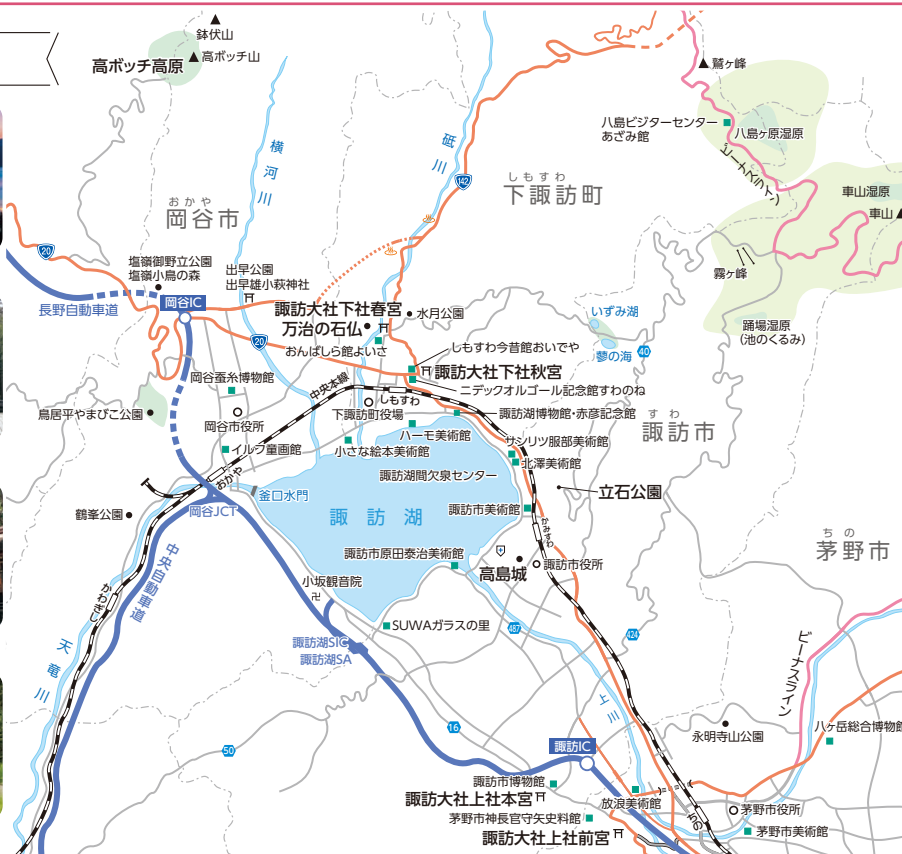 鉢伏山
高ボッチ高原
高ボッチ山
鷲ヶ峰
八島ビジターセンター
あざみ館
八島ヶ原湿原
ビーナスライン
横河川
砥川
142
しもすわ
下諏訪町
車山湿原
車山
おかや
岡谷市
20
塩嶺御野立公園
塩嶺小鳥の森
出早公園
出早雄小萩神社
霧ヶ峰
長野自動車道
岡谷IC
諏訪大社下社春宮
万治の石仏
水月公園
いずみ湖
踊場湿原
(池のくるみ)
20
おんばしら館よいさ
しもすわ今昔館おいでや
蓼の海
40
岡谷蚕糸博物館
中央本線
諏訪大社下社秋宮
ニデックオルゴール記念館すわのね
しもすわ
鳥居平やまびこ公園
岡谷市役所
下諏訪町役場
諏訪湖博物館・赤彦記念館
すわ
諏訪市
ハーモ美術館
イルフ童画館
小さな絵本美術館
サンリツ服部美術館
北澤美術館
諏訪湖間欠泉センター
おかや
釜口水門
立石公園
岡谷JCT
諏訪湖
諏訪市美術館
鶴峯公園
かみすわ
ちの
茅野市
中央自動車道
諏訪市原田泰治美術館
高島城
諏訪市役所
小坂観音院
かわぎし
SUWAガラスの里
487
424
天竜川
諏訪湖SIC
諏訪湖SA
ビーナスライン
上川
16
永明寺山公園
八ヶ岳総合博物館
50
諏訪IC
諏訪市博物館
諏訪大社上社本宮
放浪美術館
茅野市役所
茅野市神長官守矢史料館
ちの
茅野市美術館
諏訪大社上社前宮